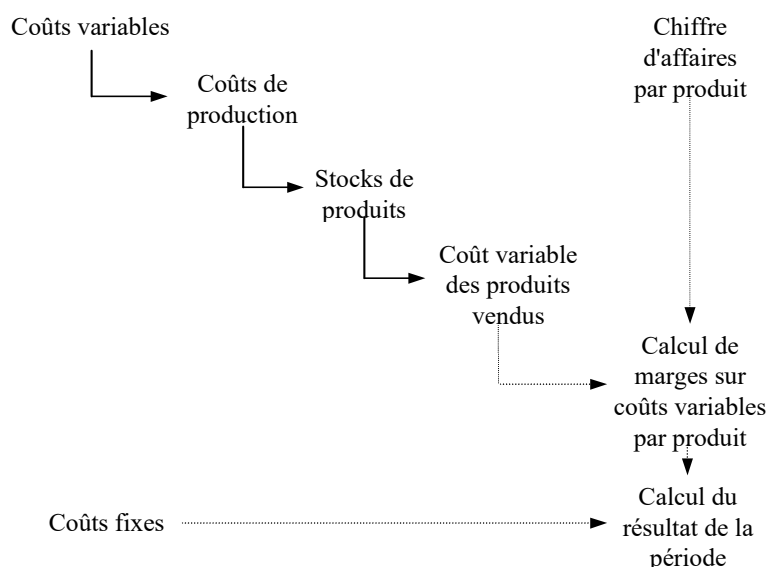 Coûts variables
Chiffre
d'affaires
par produit
Coûts de
production
Stocks de
produits
Coût variable
des produits
vendus
Calcul de
marges sur
coûts variables
par produit
Coûts fixes
Calcul du
résultat de la
période